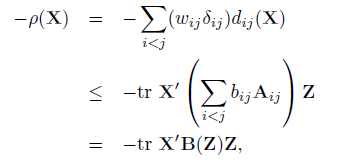 −ρ(X) = −∑_{i<j}(w_{ij}δ_{ij})d_{ij}(X)
≤ −tr X′(∑_{i<j} b_{ij}A_{ij}) Z
= −tr X′B(Z)Z,